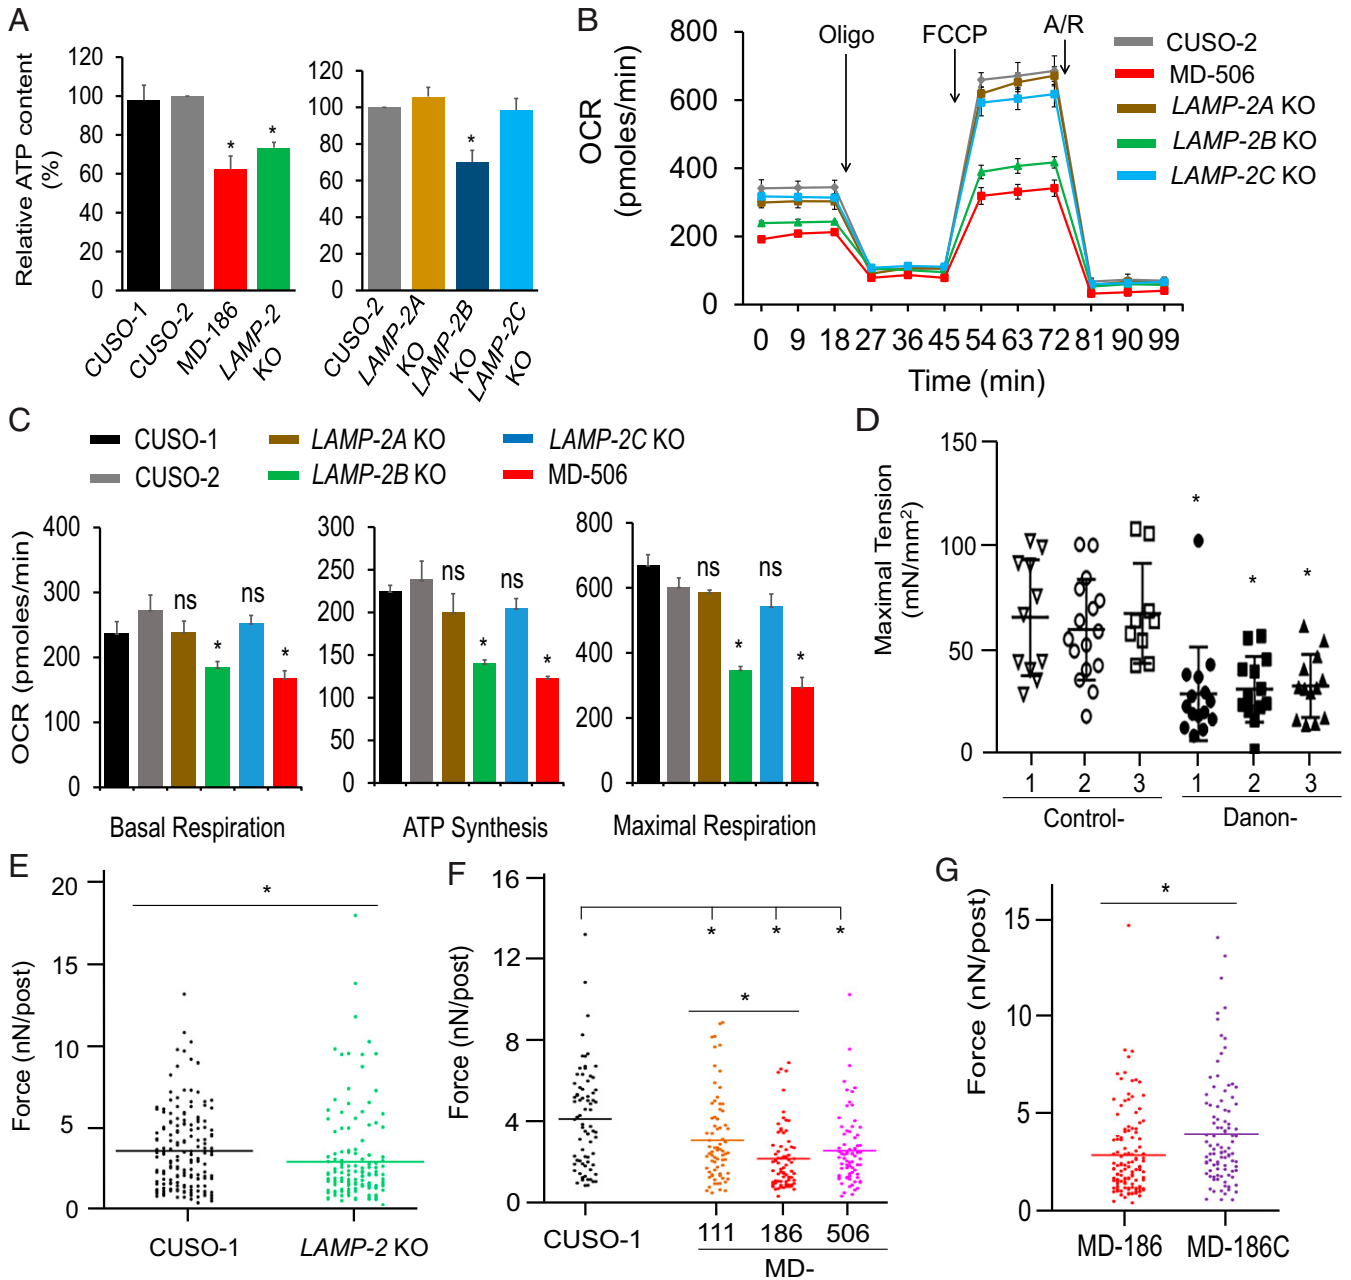 A
Relative ATP content
(%)
120
100
80
60
40
20
0
*
*
CUSO-1
CUSO-2
MD-186
LAMP-2
KO
120
100
80
60
40
20
0
*
CUSO-2
LAMP-2A
KO
LAMP-2B
KO
LAMP-2C
KO
B
OCR
(pmoles/min)
800
600
400
200
0
Oligo
FCCP
A/R
0 9 18 27 36 45 54 63 72 81 90 99
Time (min)
CUSO-2
MD-506
LAMP-2A KO
LAMP-2B KO
LAMP-2C KO
C
CUSO-1
LAMP-2A KO
LAMP-2C KO
CUSO-2
LAMP-2B KO
MD-506
OCR (pmoles/min)
400
300
200
100
0
ns
*
ns
*
Basal Respiration
300
250
200
150
100
50
0
ns
*
ns
*
ATP Synthesis
800
600
400
200
0
ns
*
ns
*
Maximal Respiration
D
Maximal Tension
(mN/mm²)
150
100
50
0
*
*
*
1 2 3 1 2 3
Control- Danon-
E
Force (nN/post)
20
15
10
5
0
*
CUSO-1 LAMP-2 KO
F
Force (nN/post)
16
12
8
4
0
* * *
*
CUSO-1 111 186 506
MD-
G
Force (nN/post)
15
10
5
0
*
MD-186 MD-186C